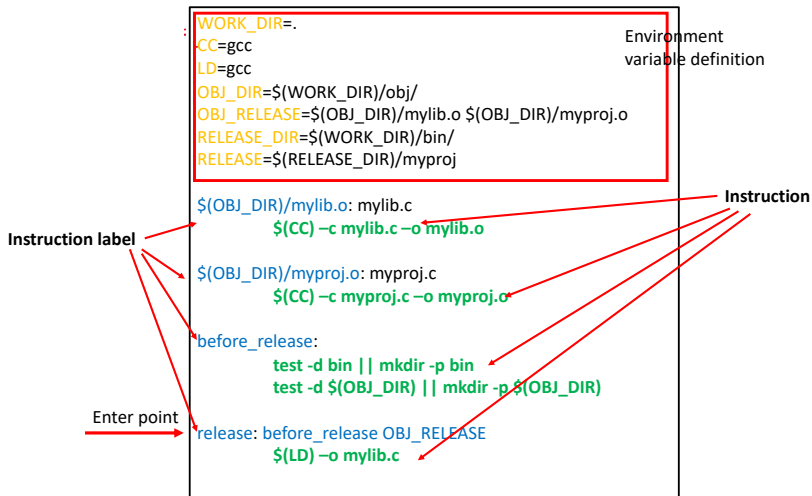 WORK_DIR=.
CC=gcc
LD=gcc
OBJ_DIR=$(WORK_DIR)/obj/
OBJ_RELEASE=$(OBJ_DIR)/mylib.o $(OBJ_DIR)/myproj.o
RELEASE_DIR=$(WORK_DIR)/bin/
RELEASE=$(RELEASE_DIR)/myproj
Environment
variable definition
$(OBJ_DIR)/mylib.o: mylib.c
$(CC) –c mylib.c –o mylib.o
Instruction
Instruction label
$(OBJ_DIR)/myproj.o: myproj.c
$(CC) –c myproj.c –o myproj.o
before_release:
test -d bin || mkdir -p bin
test -d $(OBJ_DIR) || mkdir -p $(OBJ_DIR)
Enter point
release: before_release OBJ_RELEASE
$(LD) –o mylib.c